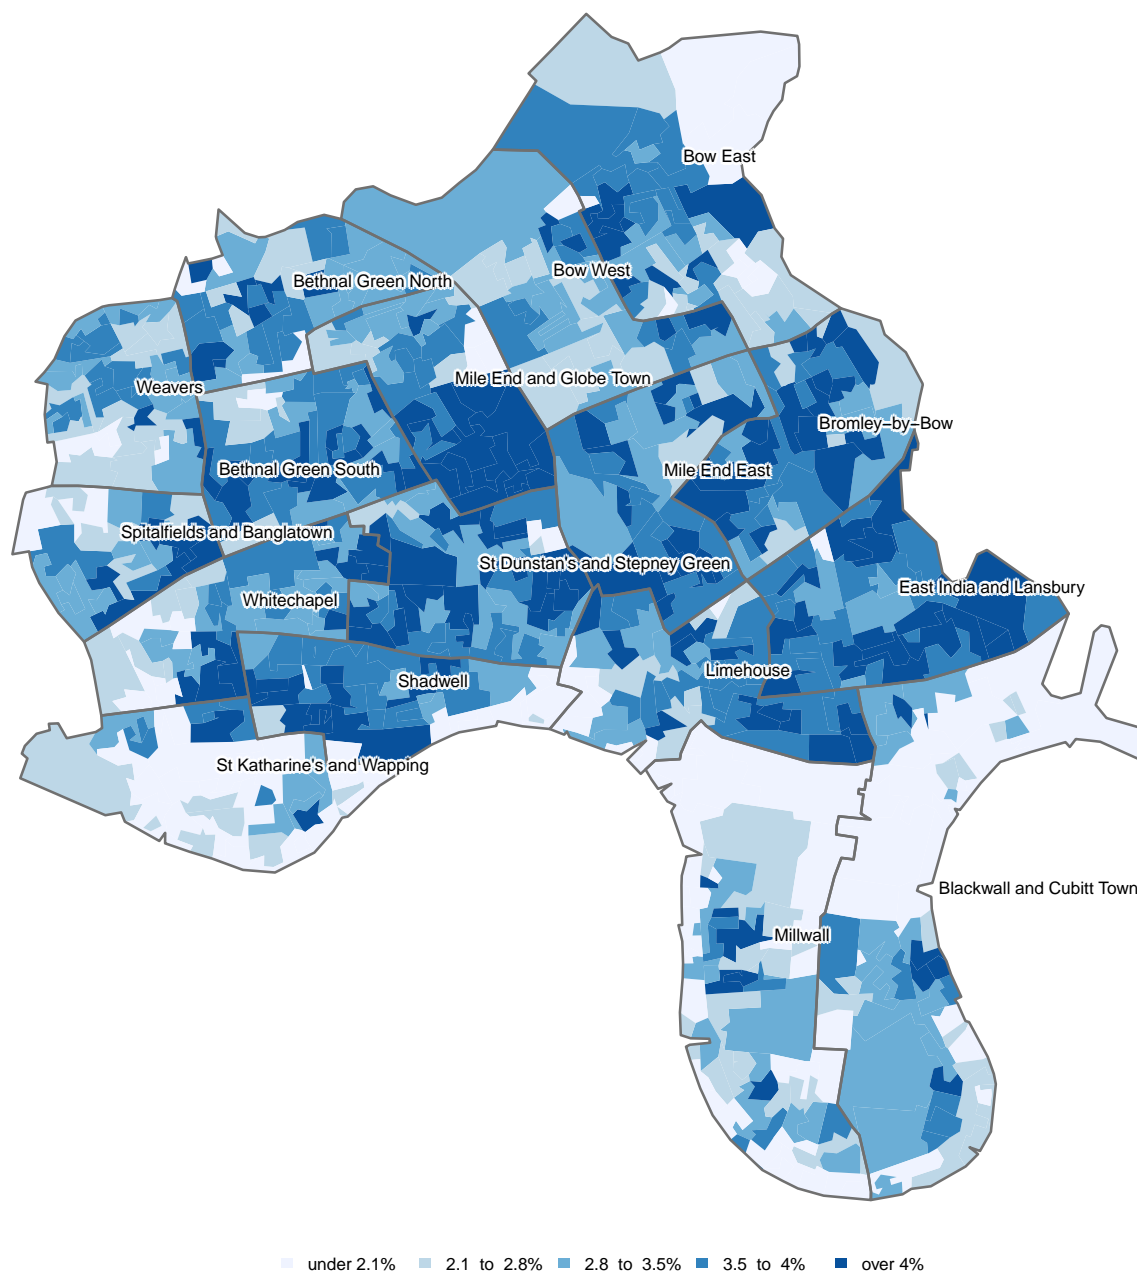 Bow East
Bow West
Bethnal Green North
Mile End and Globe Town
Weavers
Bromley−by−Bow
Bethnal Green South
Mile End East
Spitalfields and Banglatown
St Dunstan's and Stepney Green
East India and Lansbury
Whitechapel
Limehouse
Shadwell
St Katharine's and Wapping
Blackwall and Cubitt Town
Millwall
under 2.1% 2.1 to 2.8% 2.8 to 3.5% 3.5 to 4% over 4%